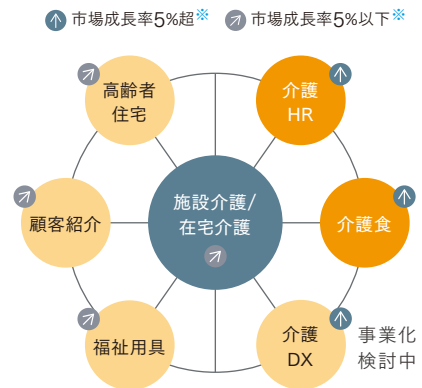 市場成長率5%超※ 市場成長率5%以下※
高齢者
住宅
介護
HR
顧客紹介
施設介護/
在宅介護
介護食
福祉用具
介護
DX
事業化
検討中